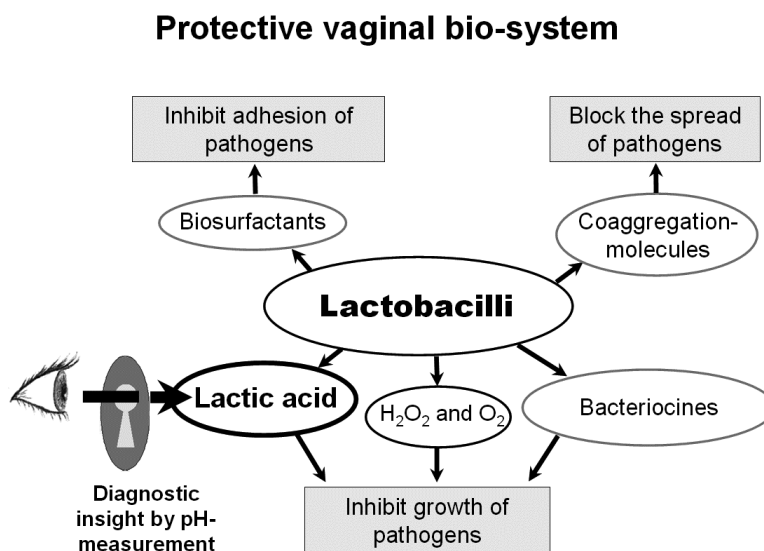 Protective vaginal bio-system
Inhibit adhesion of
pathogens
Block the spread
of pathogens
Biosurfactants
Coaggregation-
molecules
Lactobacilli
Lactic acid
H₂O₂ and O₂
Bacteriocines
Diagnostic
insight by pH-
measurement
Inhibit growth of
pathogens